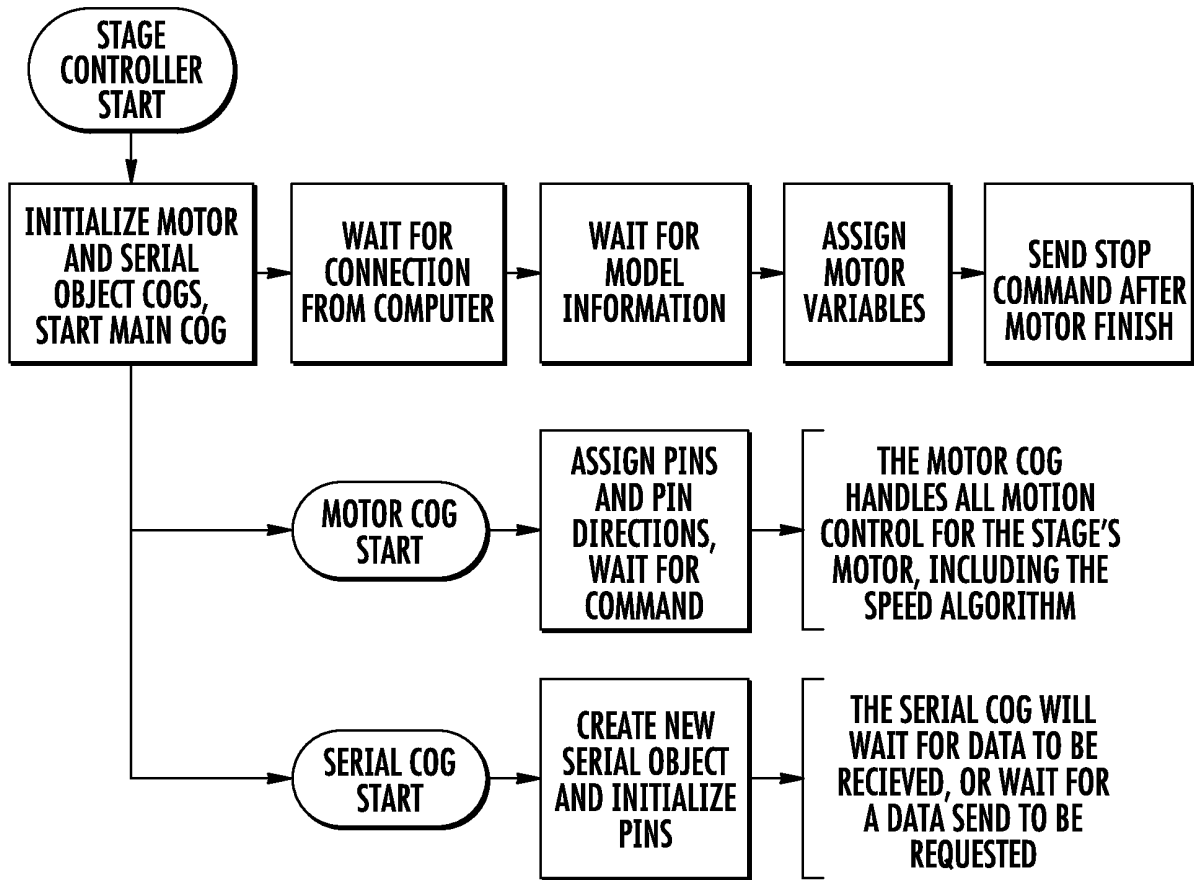 STAGE
CONTROLLER
START
INITIALIZE MOTOR
AND SERIAL
OBJECT COGS,
START MAIN COG
WAIT FOR
CONNECTION
FROM COMPUTER
WAIT FOR
MODEL
INFORMATION
ASSIGN
MOTOR
VARIABLES
SEND STOP
COMMAND AFTER
MOTOR FINISH
MOTOR COG
START
ASSIGN PINS
AND PIN
DIRECTIONS,
WAIT FOR
COMMAND
THE MOTOR COG
HANDLES ALL MOTION
CONTROL FOR THE STAGE'S
MOTOR, INCLUDING THE
SPEED ALGORITHM
SERIAL COG
START
CREATE NEW
SERIAL OBJECT
AND INITIALIZE
PINS
THE SERIAL COG WILL
WAIT FOR DATA TO BE
RECIEVED, OR WAIT FOR
A DATA SEND TO BE
REQUESTED